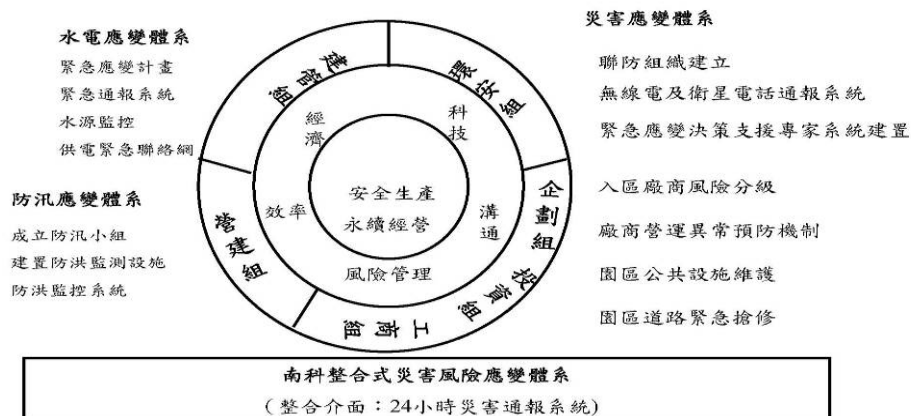 水電應變體系
緊急應變計畫
緊急通報系統
水源監控
供電緊急聯絡網
防汛應變體系
成立防汛小組
建置防洪監測設施
防洪監控系統
建管組
環安組
企劃組
投資組
工商組
營建組
經濟
科技
效率
溝通
風險管理
安全生產
永續經營
災害應變體系
聯防組織建立
無線電及衛星電話通報系統
緊急應變決策支援專家系統建置
入區廠商風險分級
廠商營運異常預防機制
園區公共設施維護
園區道路緊急搶修
南科整合式災害風險應變體系
(整合介面：24小時災害通報系統)